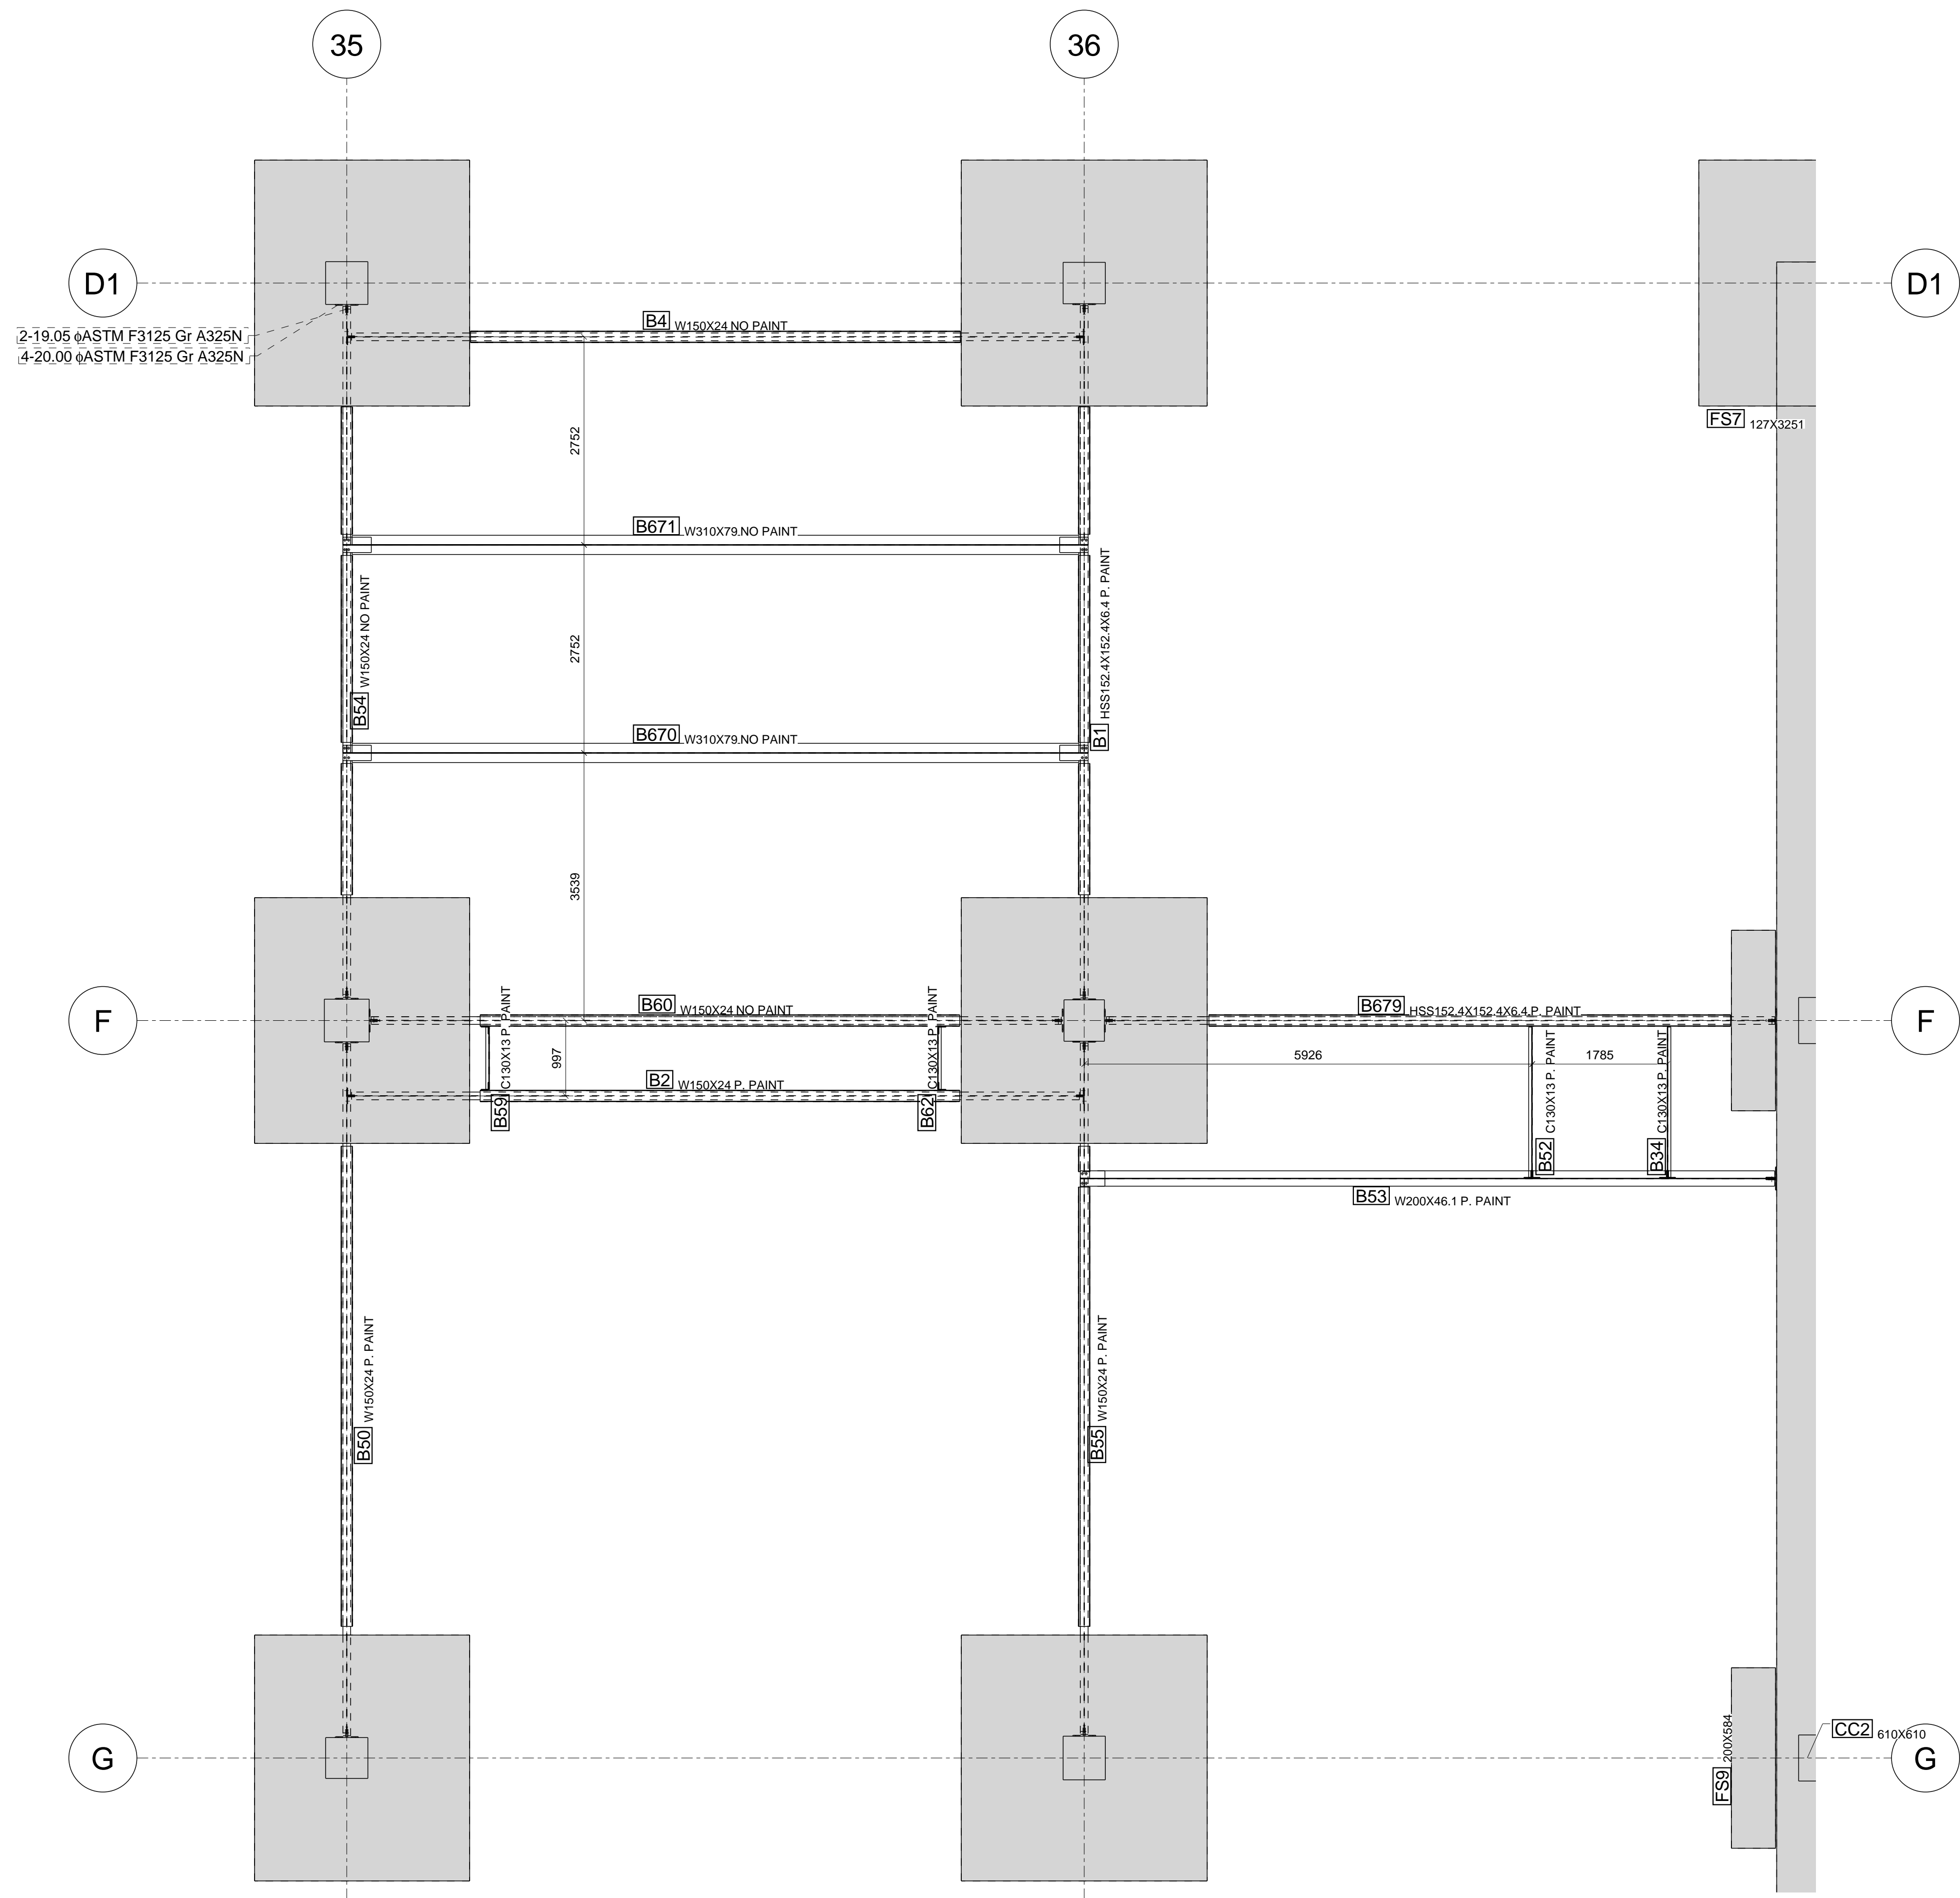 35
36
D1
D1
2-19.05 ϕASTM F3125 Gr A325N
4-20.00 ϕASTM F3125 Gr A325N
B4 W150X24 NO PAINT
FS7 127X3251
2752
B671 W310X79 NO PAINT
B54 W150X24 NO PAINT
2752
B1 HSS152.4X152.4X6.4 P. PAINT
B670 W310X79 NO PAINT
3539
F
F
B60 W150X24 NO PAINT
B679 HSS152.4X152.4X6.4 P. PAINT
B59 C130X13 P. PAINT
997
B62 C130X13 P. PAINT
5926
1785
B2 W150X24 P. PAINT
B52 C130X13 P. PAINT
B34 C130X13 P. PAINT
B53 W200X46.1 P. PAINT
B50 W150X24 P. PAINT
B55 W150X24 P. PAINT
G
FS9 200X584
CC2 610X610
G